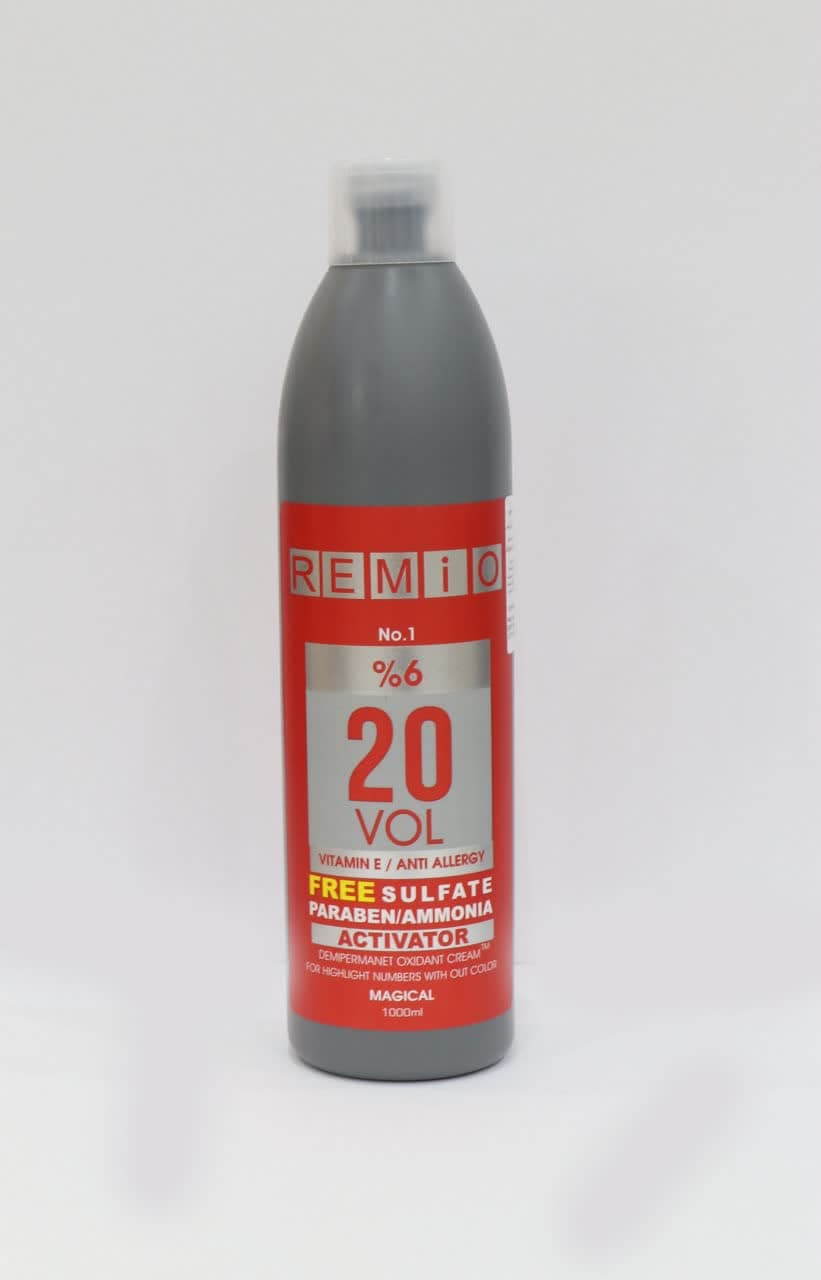 REMiO
No.1
%6
20
VOL
VITAMIN E / ANTI ALLERGY
FREE SULFATE
PARABEN/AMMONIA
ACTIVATOR
DEMIPERMANET OXIDANT CREAM™
FOR HIGHLIGHT NUMBERS WITH OUT COLOR
MAGICAL
1000ml